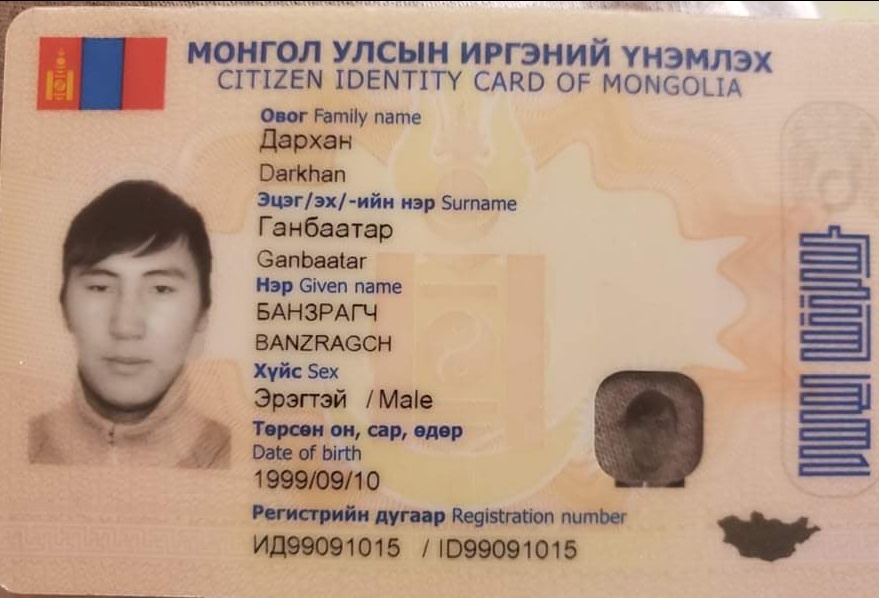 МОНГОЛ УЛСЫН ИРГЭНИЙ ҮНЭМЛЭХ
CITIZEN IDENTITY CARD OF MONGOLIA
Овог Family name
Дархан
Darkhan
Эцэг/эх/-ийн нэр Surname
Ганбаатар
Ganbaatar
Нэр Given name
БАНЗРАГЧ
BANZRAGCH
Хүйс Sex
Эрэгтэй / Male
Төрсөн он, сар, өдөр
Date of birth
1999/09/10
Регистрийн дугаар Registration number
ИД99091015 / ID99091015